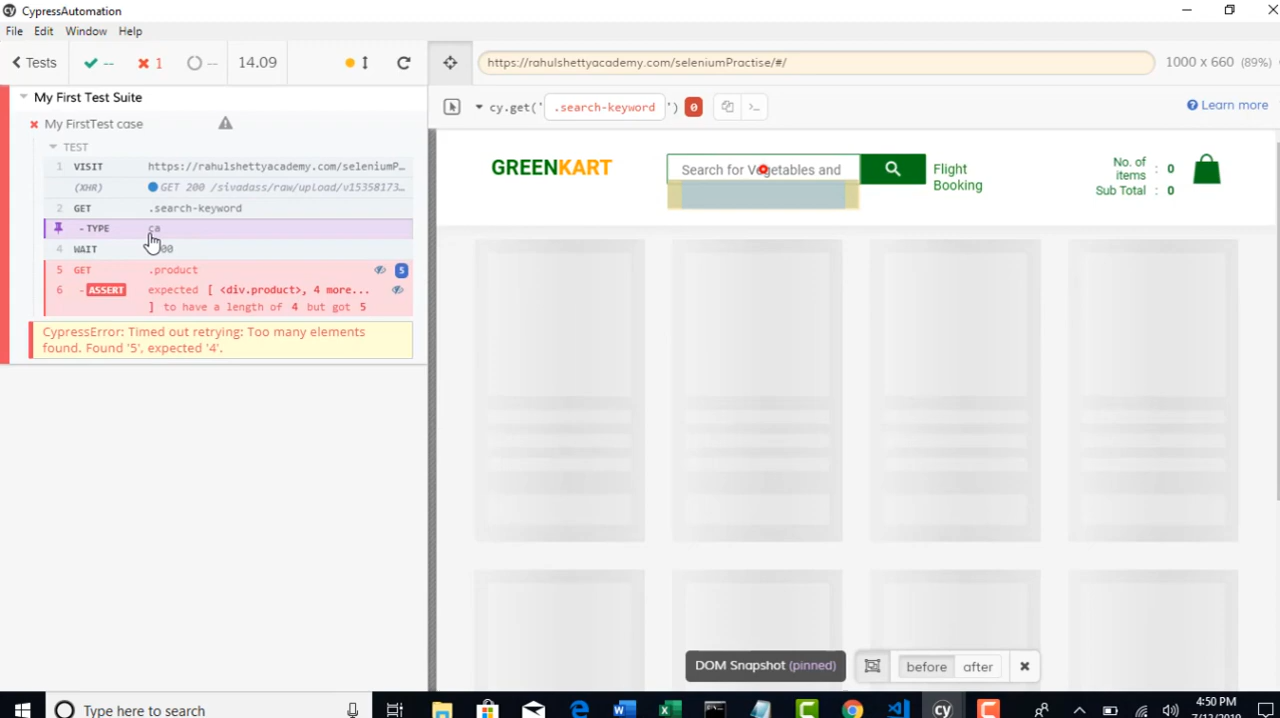 CypressAutomation
File Edit Window Help
Tests -- 1 -- 14.09
https://rahulshettyacademy.com/seleniumPractise/#/
1000 x 660 (89%)
My First Test Suite
My FirstTest case
TEST
1 VISIT https://rahulshettyacademy.com/seleniumP…
(XHR) GET 200 /sivadass/raw/upload/v15358173…
2 GET .search-keyword
- TYPE ca
4 WAIT
5 GET .product 5
6 - ASSERT expected [ <div.product>, 4 more...
] to have a length of 4 but got 5
CypressError: Timed out retrying: Too many elements
found. Found '5', expected '4'.
cy.get(' .search-keyword ') 0
Learn more
GREENKART
Search for Vegetables and
Flight
Booking
No. of
items : 0
Sub Total : 0
DOM Snapshot (pinned)
before after
Type here to search
4:50 PM